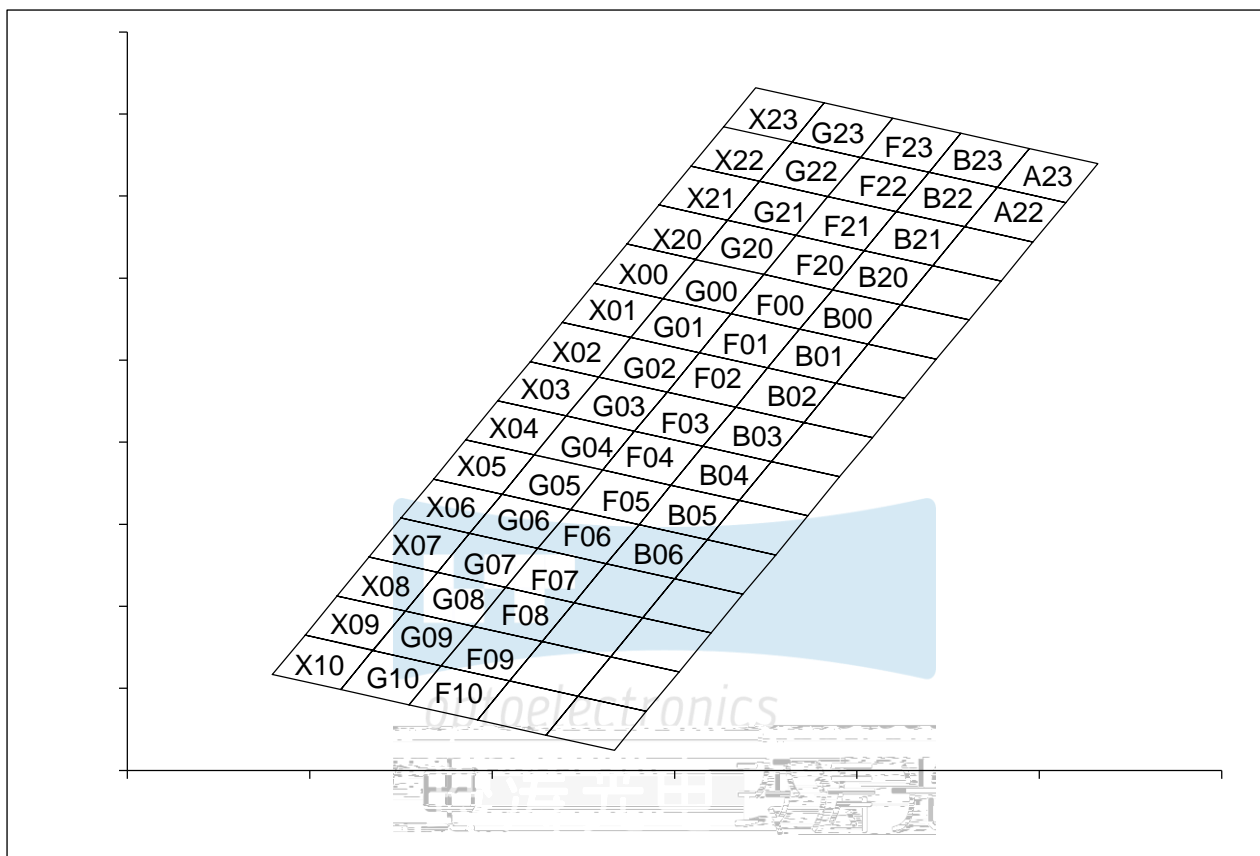 X23 G23 F23 B23 A23
X22 G22 F22 B22 A22
X21 G21 F21 B21
X20 G20 F20 B20
X00 G00 F00 B00
X01 G01 F01 B01
X02 G02 F02 B02
X03 G03 F03 B03
X04 G04 F04 B04
X05 G05 F05 B05
X06 G06 F06 B06
X07 G07 F07
X08 G08 F08
X09 G09 F09
X10 G10 F10
optoelectronics